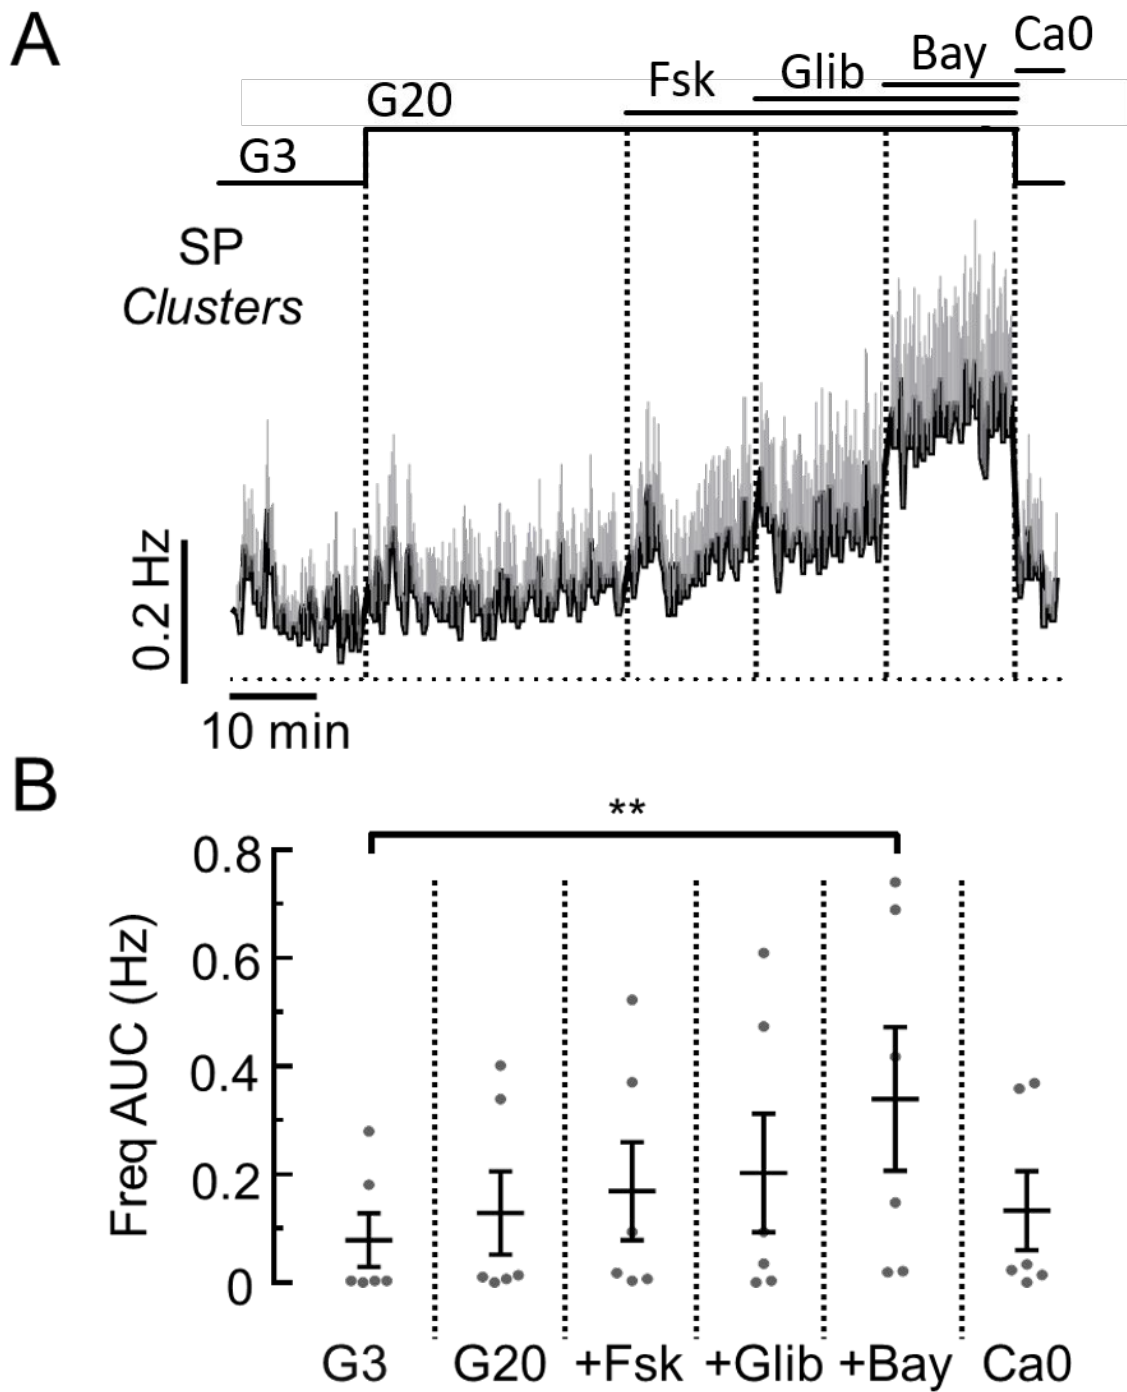 A
Ca0
Bay
Glib
Fsk
G20
G3
SP
Clusters
0.2 Hz
10 min
B
**
0.8
0.6
0.4
0.2
0
Freq AUC (Hz)
G3 G20 +Fsk +Glib +Bay Ca0